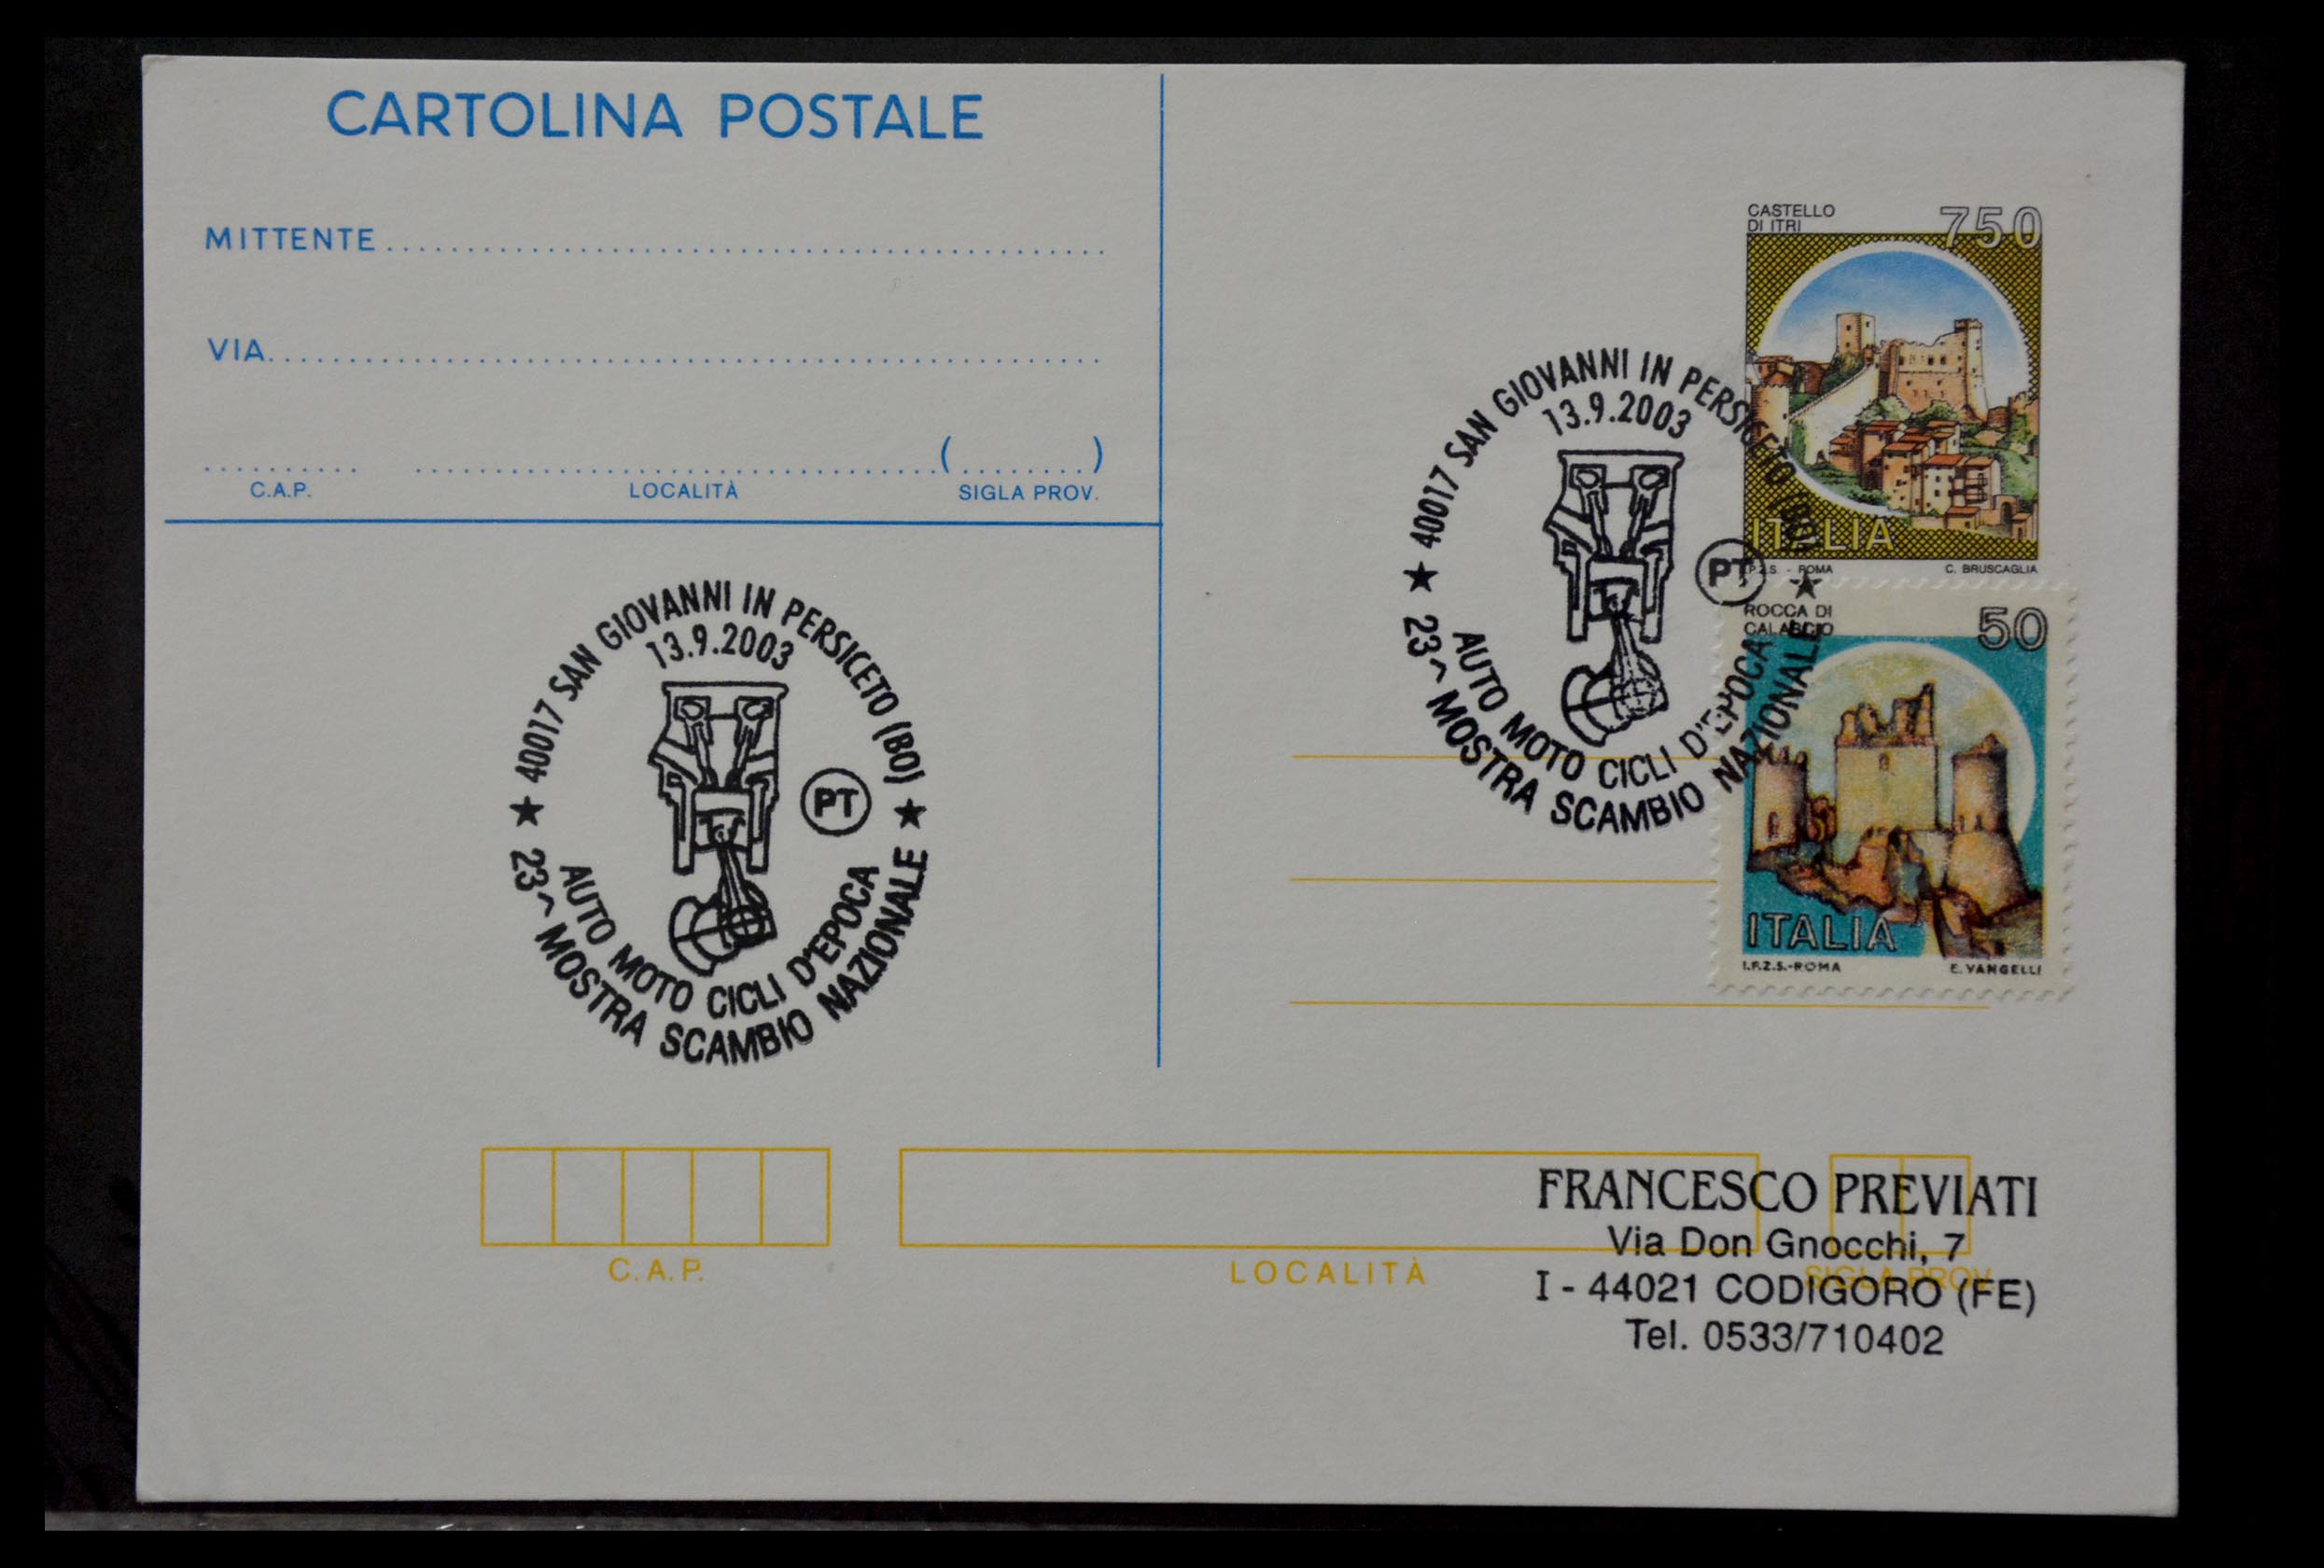 CARTOLINA POSTALE
MITTENTE
VIA
( )
C.A.P. LOCALITÀ SIGLA PROV.
40017 SAN GIOVANNI IN PERSICETO (BO)
13.9.2003
PT
AUTO MOTO CICLI D'EPOCA
23^ MOSTRA SCAMBIO NAZIONALE
CASTELLO
DI ITRI
750
ITALIA
I.P.Z.S. - ROMA C. BRUSCAGLIA
40017 SAN GIOVANNI IN PERSICETO (BO)
13.9.2003
PT
AUTO MOTO CICLI D'EPOCA
23^ MOSTRA SCAMBIO NAZIONALE
ROCCA DI
CALASCIO
50
ITALIA
I.P.Z.S.-ROMA E. VANGELLI
C.A.P. LOCALITÀ SIGLA PROV.
FRANCESCO PREVIATI
Via Don Gnocchi, 7
I - 44021 CODIGORO (FE)
Tel. 0533/710402